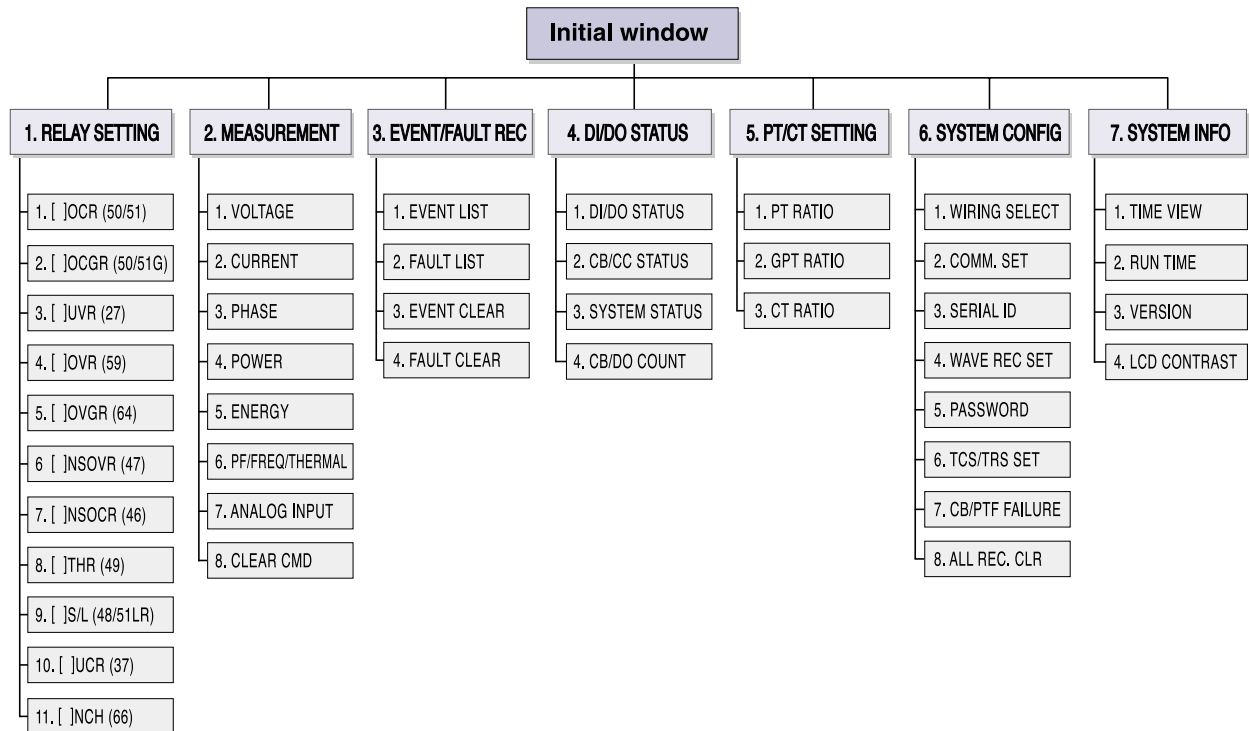 Initial window
1. RELAY SETTING
1. [ ]OCR (50/51)
2. [ ]OCGR (50/51G)
3. [ ]UVR (27)
4. [ ]OVR (59)
5. [ ]OVGR (64)
6 [ ]NSOVR (47)
7. [ ]NSOCR (46)
8. [ ]THR (49)
9. [ ]S/L (48/51LR)
10. [ ]UCR (37)
11. [ ]NCH (66)
2. MEASUREMENT
1. VOLTAGE
2. CURRENT
3. PHASE
4. POWER
5. ENERGY
6. PF/FREQ/THERMAL
7. ANALOG INPUT
8. CLEAR CMD
3. EVENT/FAULT REC
1. EVENT LIST
2. FAULT LIST
3. EVENT CLEAR
4. FAULT CLEAR
4. DI/DO STATUS
1. DI/DO STATUS
2. CB/CC STATUS
3. SYSTEM STATUS
4. CB/DO COUNT
5. PT/CT SETTING
1. PT RATIO
2. GPT RATIO
3. CT RATIO
6. SYSTEM CONFIG
1. WIRING SELECT
2. COMM. SET
3. SERIAL ID
4. WAVE REC SET
5. PASSWORD
6. TCS/TRS SET
7. CB/PTF FAILURE
8. ALL REC. CLR
7. SYSTEM INFO
1. TIME VIEW
2. RUN TIME
3. VERSION
4. LCD CONTRAST